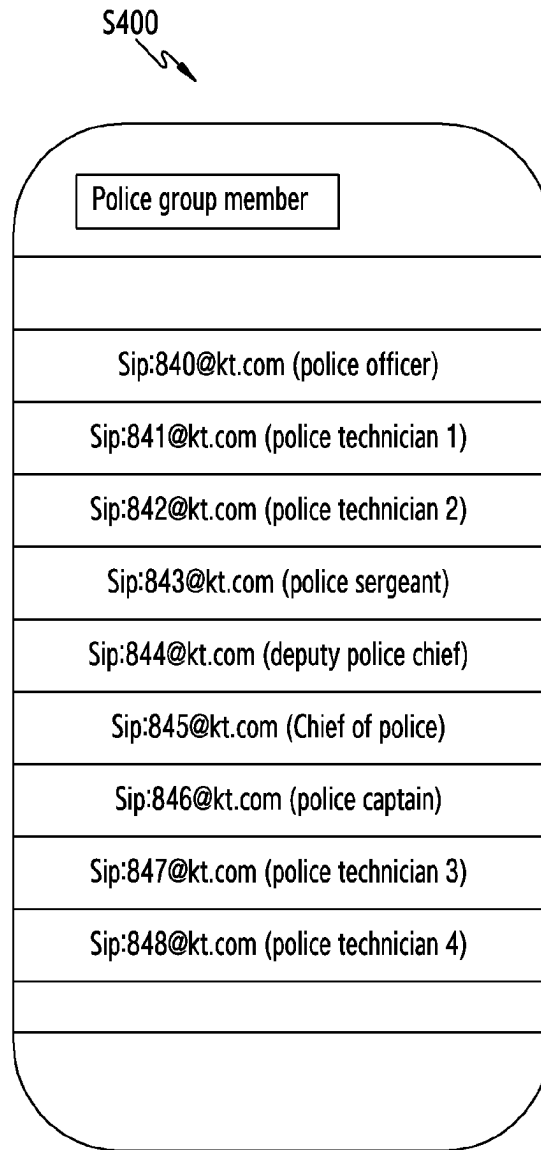 S400
Police group member
Sip:840@kt.com (police officer)
Sip:841@kt.com (police technician 1)
Sip:842@kt.com (police technician 2)
Sip:843@kt.com (police sergeant)
Sip:844@kt.com (deputy police chief)
Sip:845@kt.com (Chief of police)
Sip:846@kt.com (police captain)
Sip:847@kt.com (police technician 3)
Sip:848@kt.com (police technician 4)